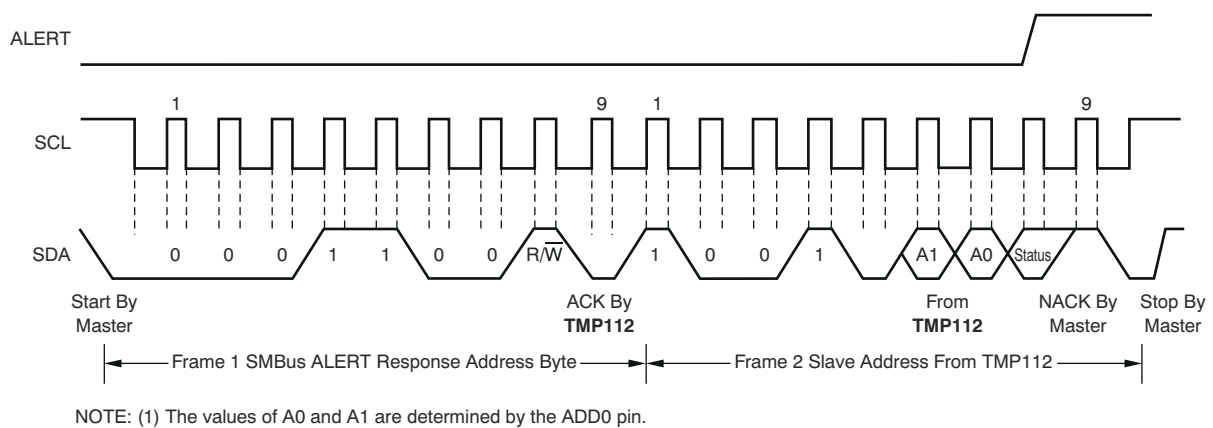 ALERT
1 9 1 9
SCL
SDA
0 0 0 1 1 0 0 R/W̅ 1 0 0 1 A1 A0 Status
Start By
Master
ACK By
TMP112
From
TMP112
NACK By
Master
Stop By
Master
Frame 1 SMBus ALERT Response Address Byte
Frame 2 Slave Address From TMP112
NOTE: (1) The values of A0 and A1 are determined by the ADD0 pin.